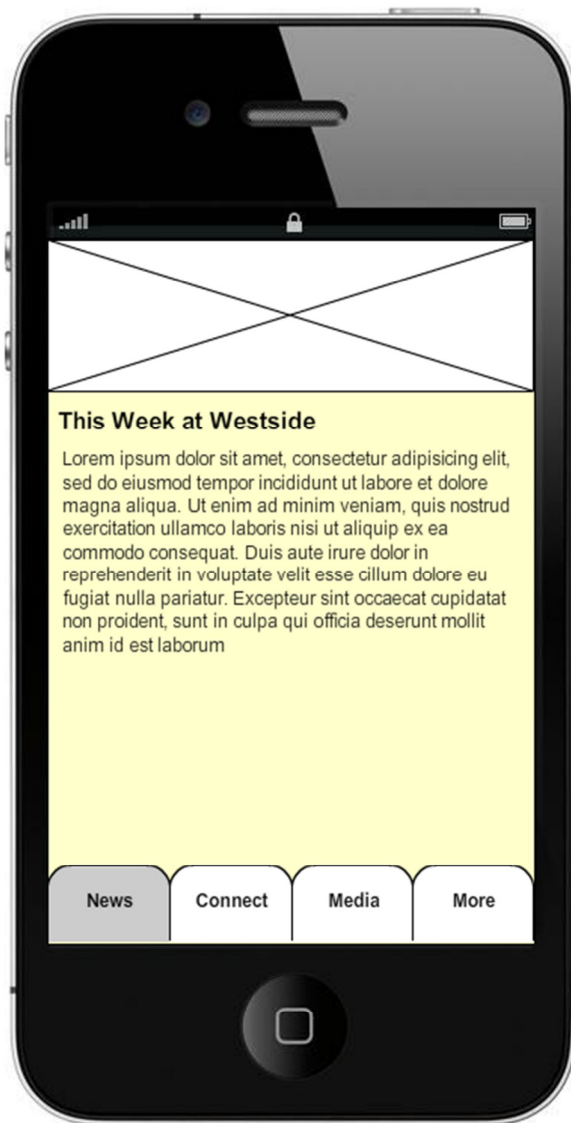 This Week at Westside
Lorem ipsum dolor sit amet, consectetur adipisicing elit,
sed do eiusmod tempor incididunt ut labore et dolore
magna aliqua. Ut enim ad minim veniam, quis nostrud
exercitation ullamco laboris nisi ut aliquip ex ea
commodo consequat. Duis aute irure dolor in
reprehenderit in voluptate velit esse cillum dolore eu
fugiat nulla pariatur. Excepteur sint occaecat cupidatat
non proident, sunt in culpa qui officia deserunt mollit
anim id est laborum
News Connect Media More